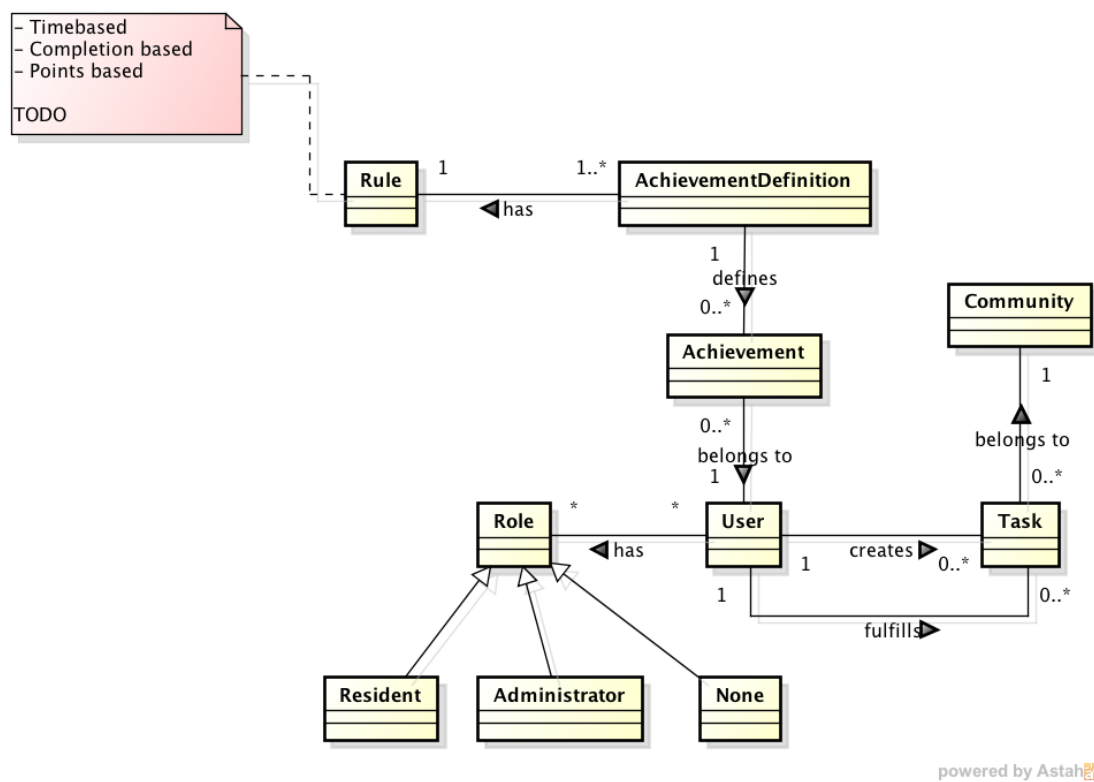 - Timebased
- Completion based
- Points based
TODO
Rule
1
1..*
AchievementDefinition
has
1
defines
0..*
Community
Achievement
1
0..*
belongs to
belongs to
1
0..*
Role
*
*
User
Task
has
creates
1
0..*
1
0..*
fulfills
Resident
Administrator
None
powered by Astah